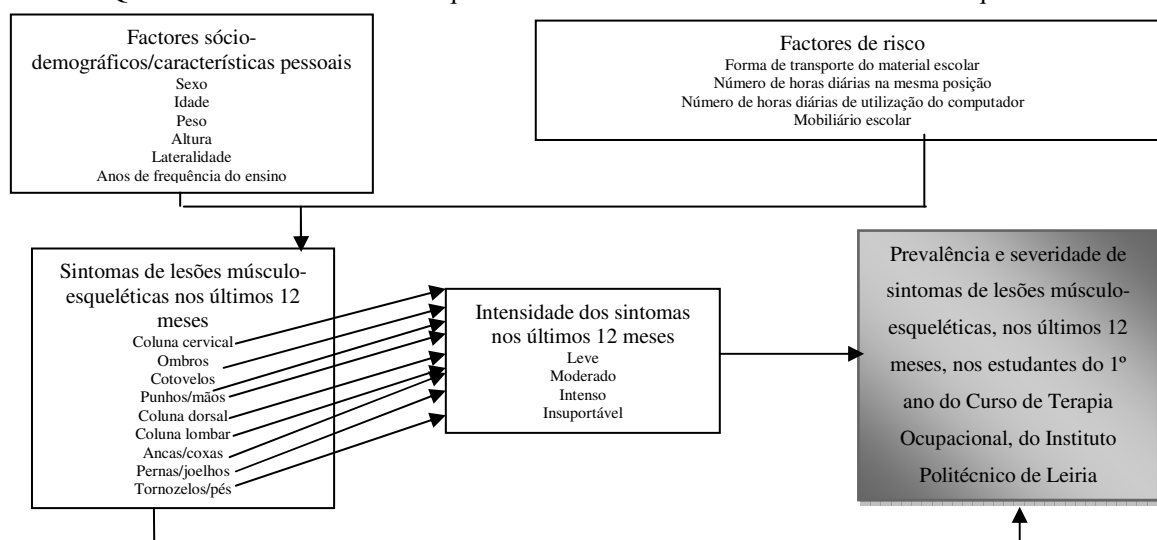 Factores sócio-
demográficos/características pessoais
Sexo
Idade
Peso
Altura
Lateralidade
Anos de frequência do ensino
Factores de risco
Forma de transporte do material escolar
Número de horas diárias na mesma posição
Número de horas diárias de utilização do computador
Mobiliário escolar
Sintomas de lesões músculo-
esqueléticas nos últimos 12
meses
Coluna cervical
Ombros
Cotovelos
Punhos/mãos
Coluna dorsal
Coluna lombar
Ancas/coxas
Pernas/joelhos
Tornozelos/pés
Intensidade dos sintomas
nos últimos 12 meses
Leve
Moderado
Intenso
Insuportável
Prevalência e severidade de
sintomas de lesões músculo-
esqueléticas, nos últimos 12
meses, nos estudantes do 1º
ano do Curso de Terapia
Ocupacional, do Instituto
Politécnico de Leiria